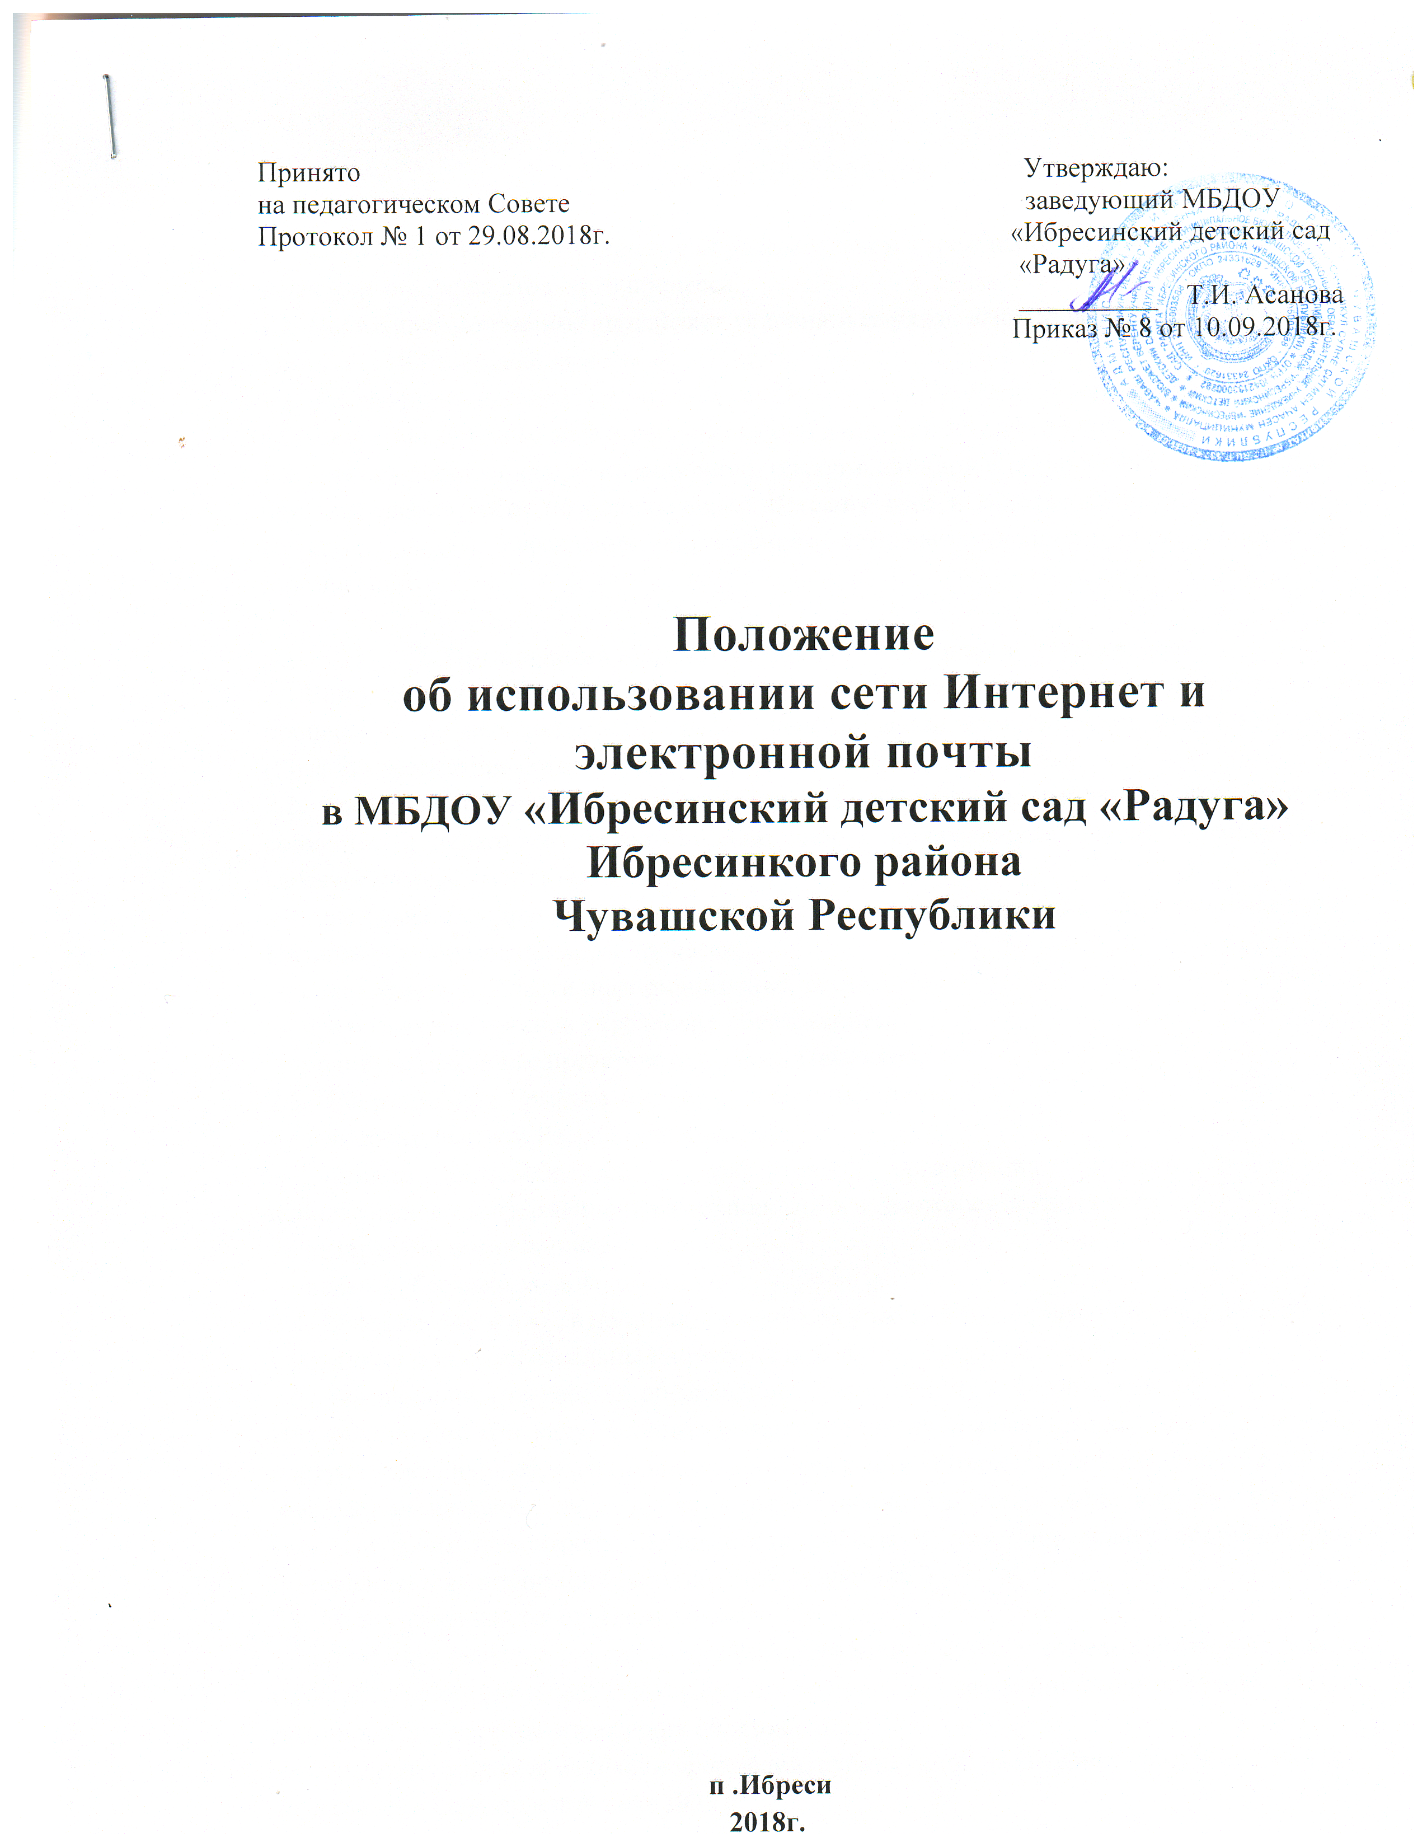 Принято
на педагогическом Совете
Протокол № 1 от 29.08.2018г.
Утверждаю:
заведующий МБДОУ
«Ибресинский детский сад
«Радуга»
Т.И. Асанова
Приказ № 8 от 10.09.2018г.
Положение
об использовании сети Интернет и
электронной почты
в МБДОУ «Ибресинский детский сад «Радуга»
Ибресинкого района
Чувашской Республики
п .Ибреси
2018г.